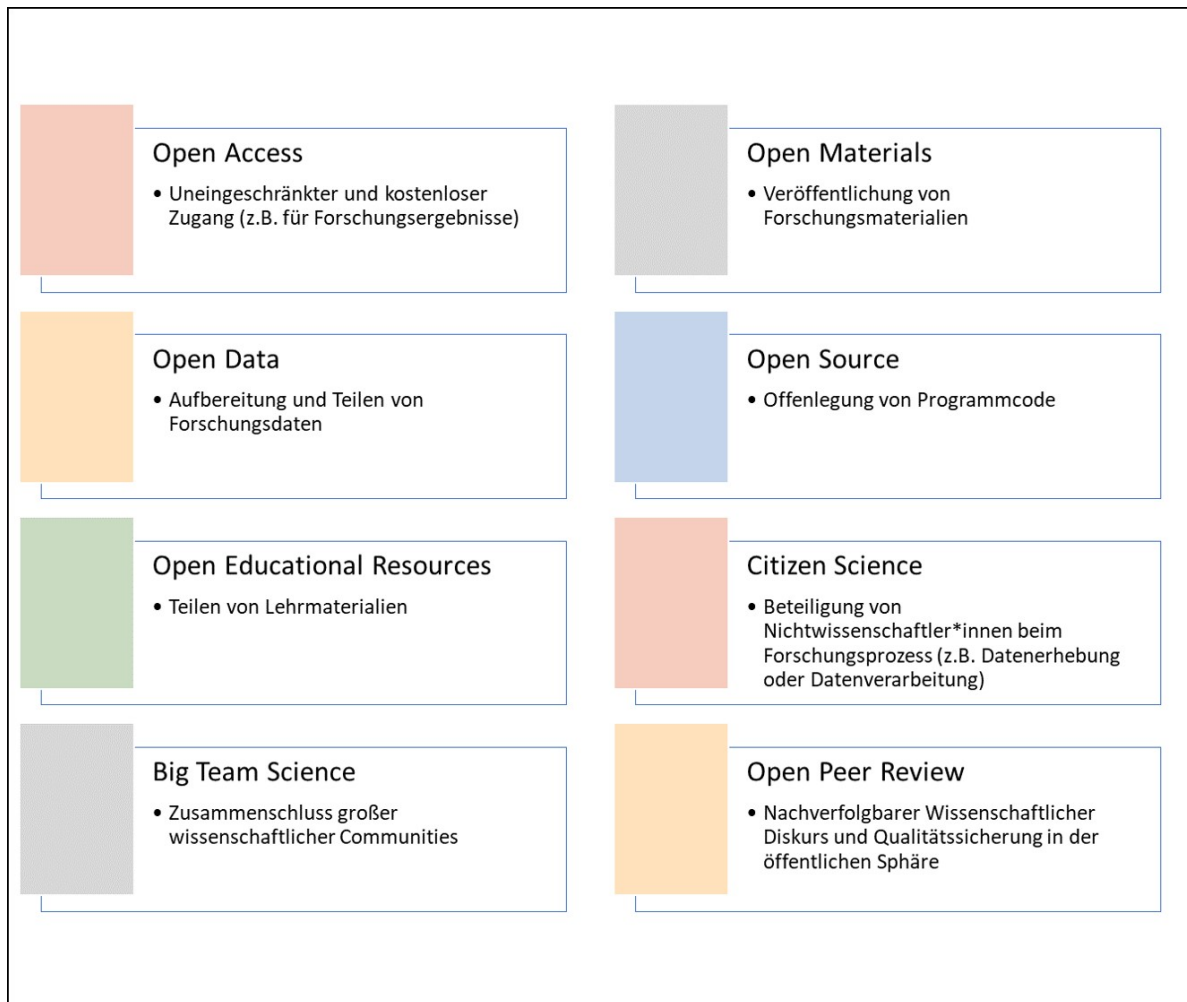 Open Access
• Uneingeschränkter und kostenloser
Zugang (z.B. für Forschungsergebnisse)
Open Materials
• Veröffentlichung von
Forschungsmaterialien
Open Data
• Aufbereitung und Teilen von
Forschungsdaten
Open Source
• Offenlegung von Programmcode
Open Educational Resources
• Teilen von Lehrmaterialien
Citizen Science
• Beteiligung von
Nichtwissenschaftler*innen beim
Forschungsprozess (z.B. Datenerhebung
oder Datenverarbeitung)
Big Team Science
• Zusammenschluss großer
wissenschaftlicher Communities
Open Peer Review
• Nachverfolgbarer Wissenschaftlicher
Diskurs und Qualitätssicherung in der
öffentlichen Sphäre